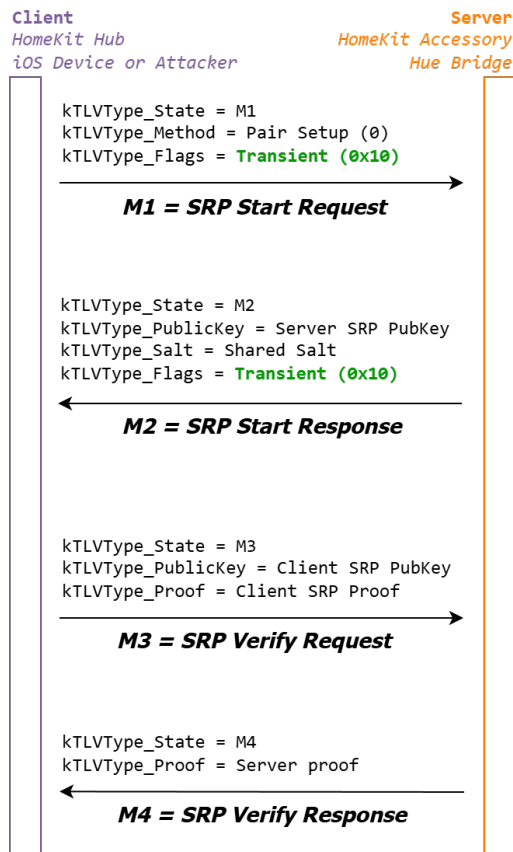 Client
Server
HomeKit Hub
HomeKit Accessory
iOS Device or Attacker
Hue Bridge
kTLVType_State = M1
kTLVType_Method = Pair Setup (0)
kTLVType_Flags = Transient (0x10)
M1 = SRP Start Request
kTLVType_State = M2
kTLVType_PublicKey = Server SRP PubKey
kTLVType_Salt = Shared Salt
kTLVType_Flags = Transient (0x10)
M2 = SRP Start Response
kTLVType_State = M3
kTLVType_PublicKey = Client SRP PubKey
kTLVType_Proof = Client SRP Proof
M3 = SRP Verify Request
kTLVType_State = M4
kTLVType_Proof = Server proof
M4 = SRP Verify Response